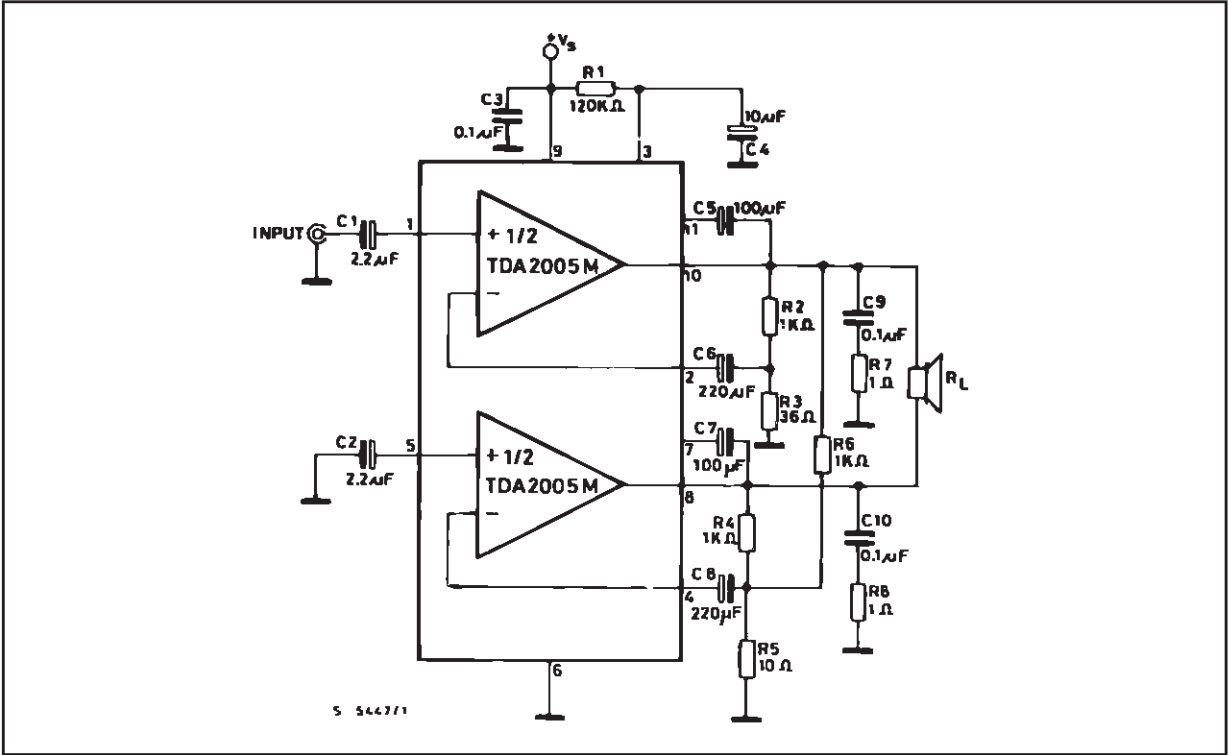 +Vs
R1
120KΩ
C3
0.1µF
10µF
C4
9
3
C5
100µF
11
INPUT
C1
2.2µF
1
+ 1/2
TDA2005M
−
10
R2
1KΩ
C9
0.1µF
C6
220µF
2
R7
1Ω
RL
R3
36Ω
C7
100µF
7
C2
2.2µF
5
+ 1/2
TDA2005M
−
8
R6
1KΩ
R4
1KΩ
C10
0.1µF
C8
220µF
4
R8
1Ω
R5
10Ω
6
S 5447/1